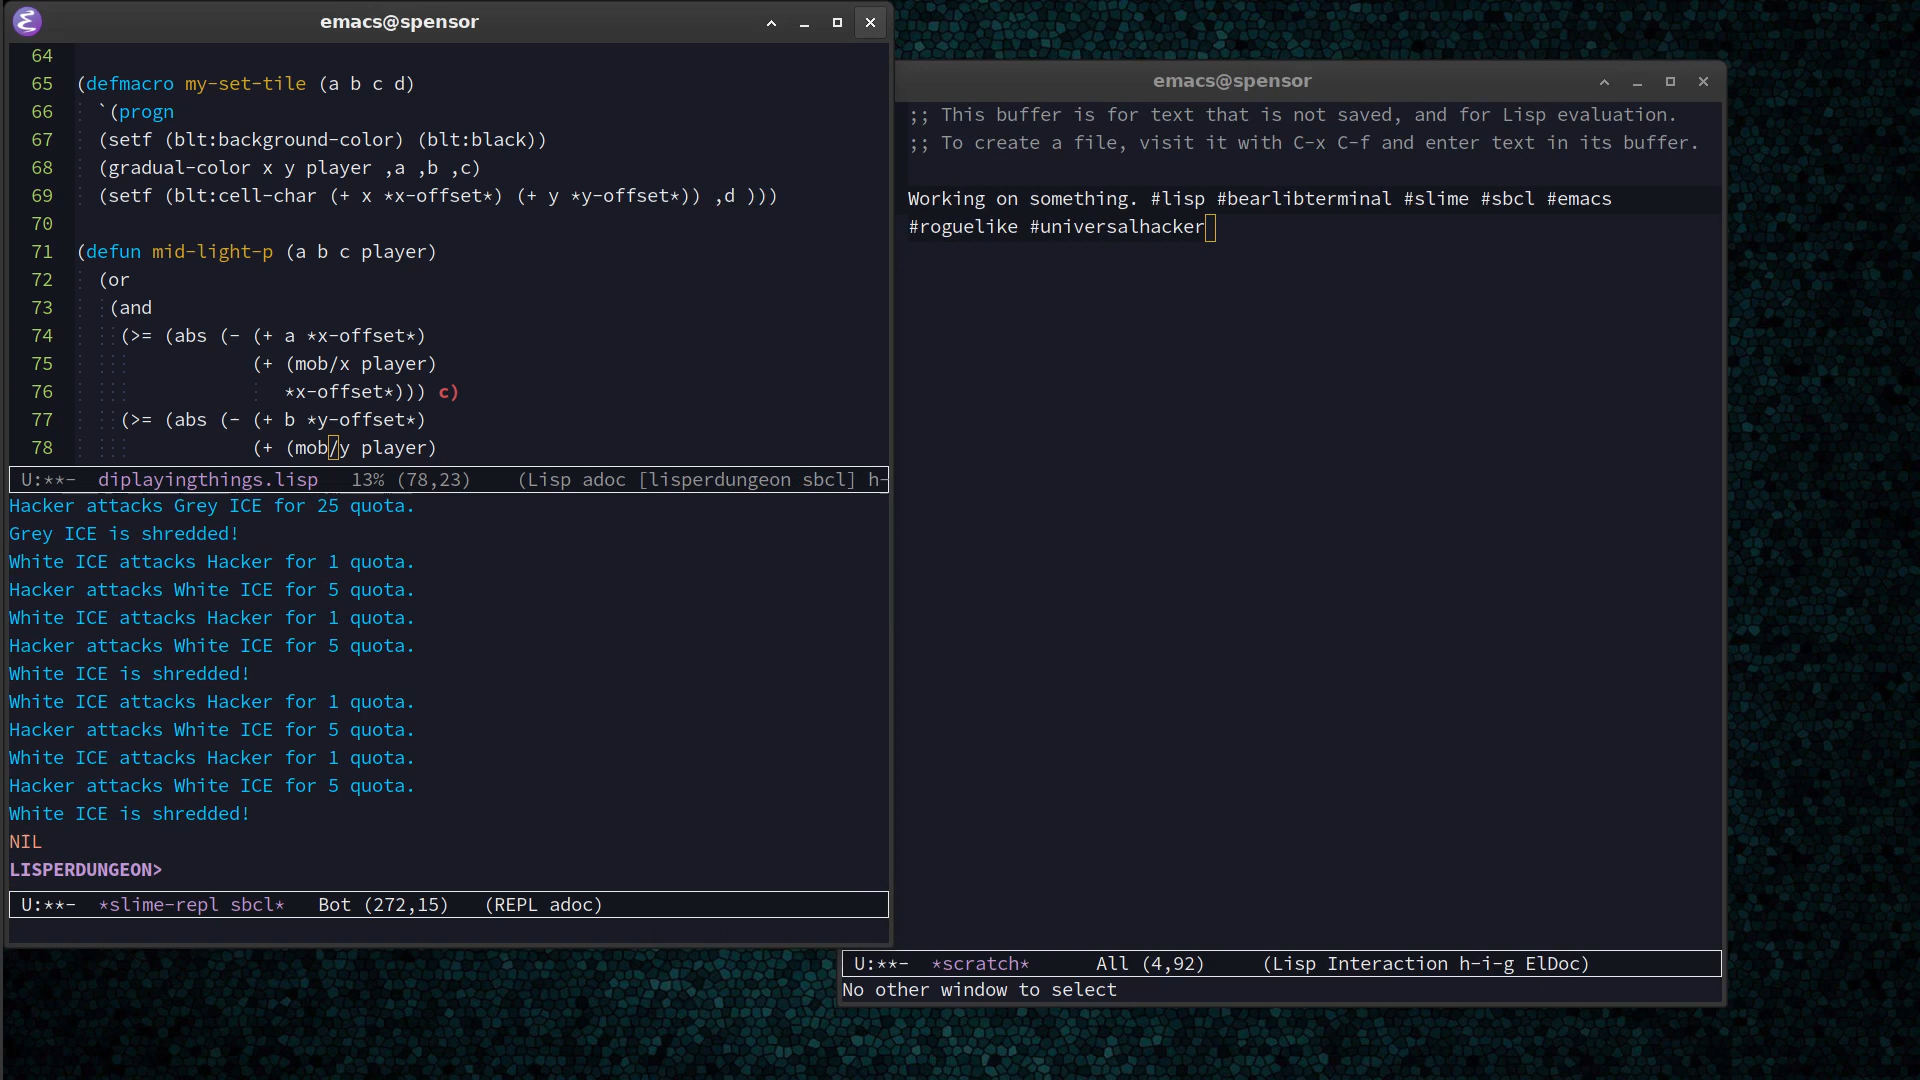 emacs@spensor
64
65 (defmacro my-set-tile (a b c d)
66 `(progn
67 (setf (blt:background-color) (blt:black))
68 (gradual-color x y player ,a ,b ,c)
69 (setf (blt:cell-char (+ x *x-offset*) (+ y *y-offset*)) ,d )))
70
71 (defun mid-light-p (a b c player)
72 (or
73 (and
74 (>= (abs (- (+ a *x-offset*)
75 (+ (mob/x player)
76 *x-offset*))) c)
77 (>= (abs (- (+ b *y-offset*)
78 (+ (mob/y player)
U:**- diplayingthings.lisp 13% (78,23) (Lisp adoc [lisperdungeon sbcl] h-
Hacker attacks Grey ICE for 25 quota.
Grey ICE is shredded!
White ICE attacks Hacker for 1 quota.
Hacker attacks White ICE for 5 quota.
White ICE attacks Hacker for 1 quota.
Hacker attacks White ICE for 5 quota.
White ICE is shredded!
White ICE attacks Hacker for 1 quota.
Hacker attacks White ICE for 5 quota.
White ICE attacks Hacker for 1 quota.
Hacker attacks White ICE for 5 quota.
White ICE is shredded!
NIL
LISPERDUNGEON>
U:**- *slime-repl sbcl* Bot (272,15) (REPL adoc)
emacs@spensor
;; This buffer is for text that is not saved, and for Lisp evaluation.
;; To create a file, visit it with C-x C-f and enter text in its buffer.
Working on something. #lisp #bearlibterminal #slime #sbcl #emacs
#roguelike #universalhacker
U:**- *scratch* All (4,92) (Lisp Interaction h-i-g ElDoc)
No other window to select